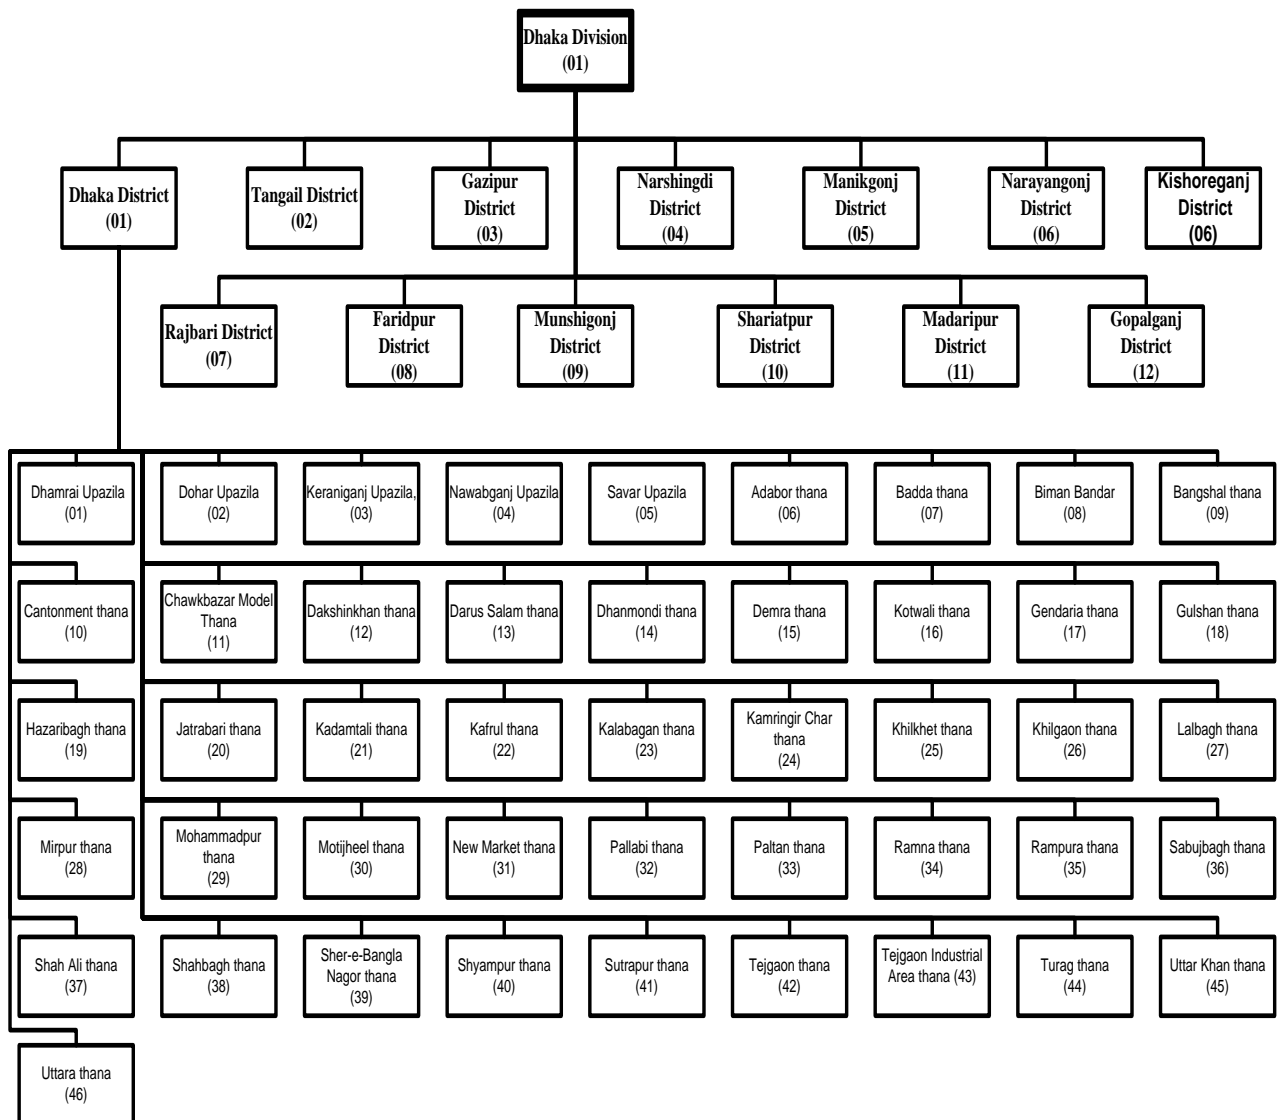 Dhaka Division
(01)
Dhaka District
(01)
Tangail District
(02)
Gazipur
District
(03)
Narshingdi
District
(04)
Manikgonj
District
(05)
Narayangonj
District
(06)
Kishoreganj
District
(06)
Rajbari District
(07)
Faridpur
District
(08)
Munshigonj
District
(09)
Shariatpur
District
(10)
Madaripur
District
(11)
Gopalganj
District
(12)
Dhamrai Upazila
(01)
Dohar Upazila
(02)
Keraniganj Upazila,
(03)
Nawabganj Upazila
(04)
Savar Upazila
(05)
Adabor thana
(06)
Badda thana
(07)
Biman Bandar
(08)
Bangshal thana
(09)
Cantonment thana
(10)
Chawkbazar Model
Thana
(11)
Dakshinkhan thana
(12)
Darus Salam thana
(13)
Dhanmondi thana
(14)
Demra thana
(15)
Kotwali thana
(16)
Gendaria thana
(17)
Gulshan thana
(18)
Hazaribagh thana
(19)
Jatrabari thana
(20)
Kadamtali thana
(21)
Kafrul thana
(22)
Kalabagan thana
(23)
Kamringir Char
thana
(24)
Khilkhet thana
(25)
Khilgaon thana
(26)
Lalbagh thana
(27)
Mirpur thana
(28)
Mohammadpur
thana
(29)
Motijheel thana
(30)
New Market thana
(31)
Pallabi thana
(32)
Paltan thana
(33)
Ramna thana
(34)
Rampura thana
(35)
Sabujbagh thana
(36)
Shah Ali thana
(37)
Shahbagh thana
(38)
Sher-e-Bangla
Nagor thana
(39)
Shyampur thana
(40)
Sutrapur thana
(41)
Tejgaon thana
(42)
Tejgaon Industrial
Area thana (43)
Turag thana
(44)
Uttar Khan thana
(45)
Uttara thana
(46)